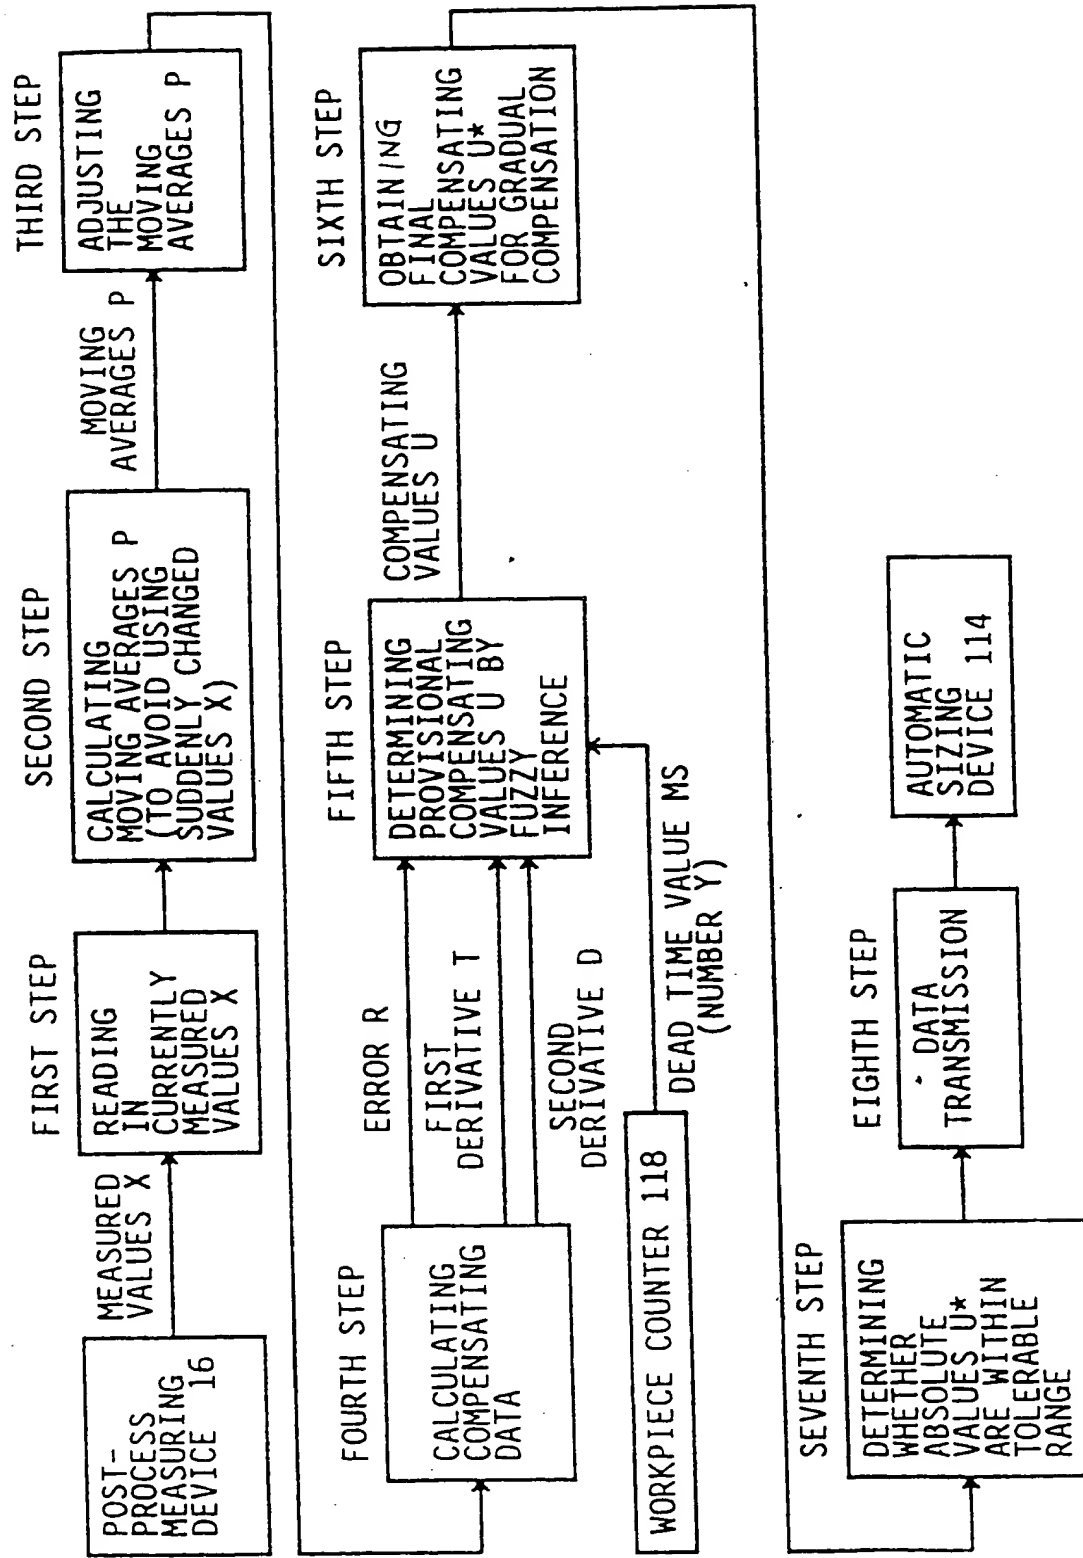 POST-
PROCESS
MEASURING
DEVICE 16
MEASURED
VALUES X
FIRST STEP
READING
IN
CURRENTLY
MEASURED
VALUES X
SECOND STEP
CALCULATING
MOVING AVERAGES P
(TO AVOID USING
SUDDENLY CHANGED
VALUES X)
MOVING
AVERAGES P
THIRD STEP
ADJUSTING
THE
MOVING
AVERAGES P
FOURTH STEP
CALCULATING
COMPENSATING
DATA
ERROR R
FIRST
DERIVATIVE T
SECOND
DERIVATIVE D
WORKPIECE COUNTER 118
DEAD TIME VALUE MS
(NUMBER Y)
FIFTH STEP
DETERMINING
PROVISIONAL
COMPENSATING
VALUES U BY
FUZZY
INFERENCE
COMPENSATING
VALUES U
SIXTH STEP
OBTAINING
FINAL
COMPENSATING
VALUES U*
FOR GRADUAL
COMPENSATION
SEVENTH STEP
DETERMINING
WHETHER
ABSOLUTE
VALUES U*
ARE WITHIN
TOLERABLE
RANGE
EIGHTH STEP
DATA
TRANSMISSION
AUTOMATIC
SIZING
DEVICE 114